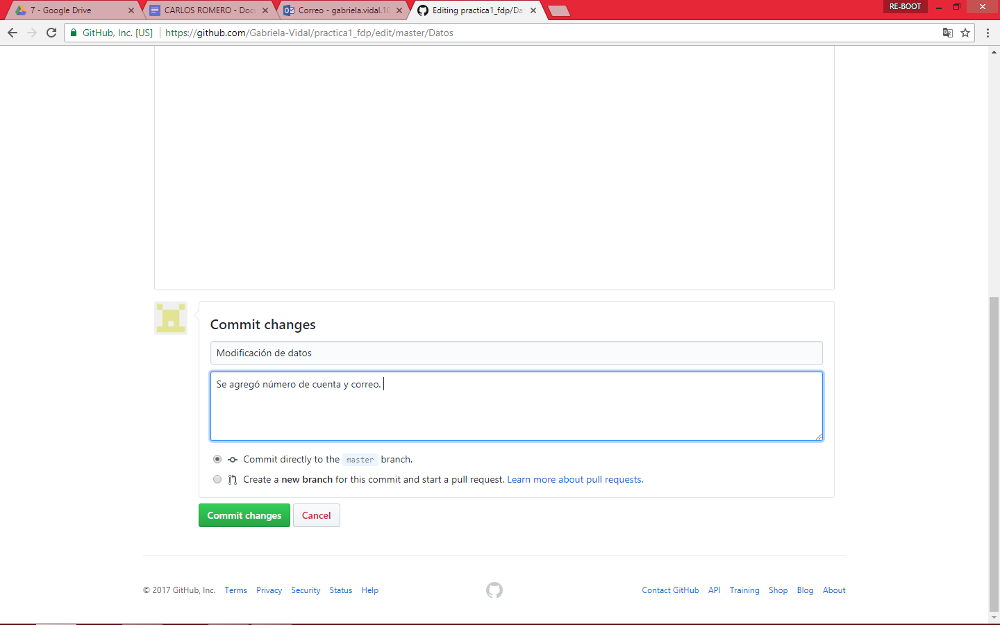 7 - Google Drive
CARLOS ROMERO - Doc
Correo - gabriela.vidal.10
Editing practica1_fdp/Da
RE-BOOT
GitHub, Inc. [US]
https://github.com/Gabriela-Vidal/practica1_fdp/edit/master/Datos
Commit changes
Modificación de datos
Se agregó número de cuenta y correo.
Commit directly to the master branch.
Create a new branch for this commit and start a pull request. Learn more about pull requests.
Commit changes
Cancel
© 2017 GitHub, Inc. Terms Privacy Security Status Help
Contact GitHub API Training Shop Blog About